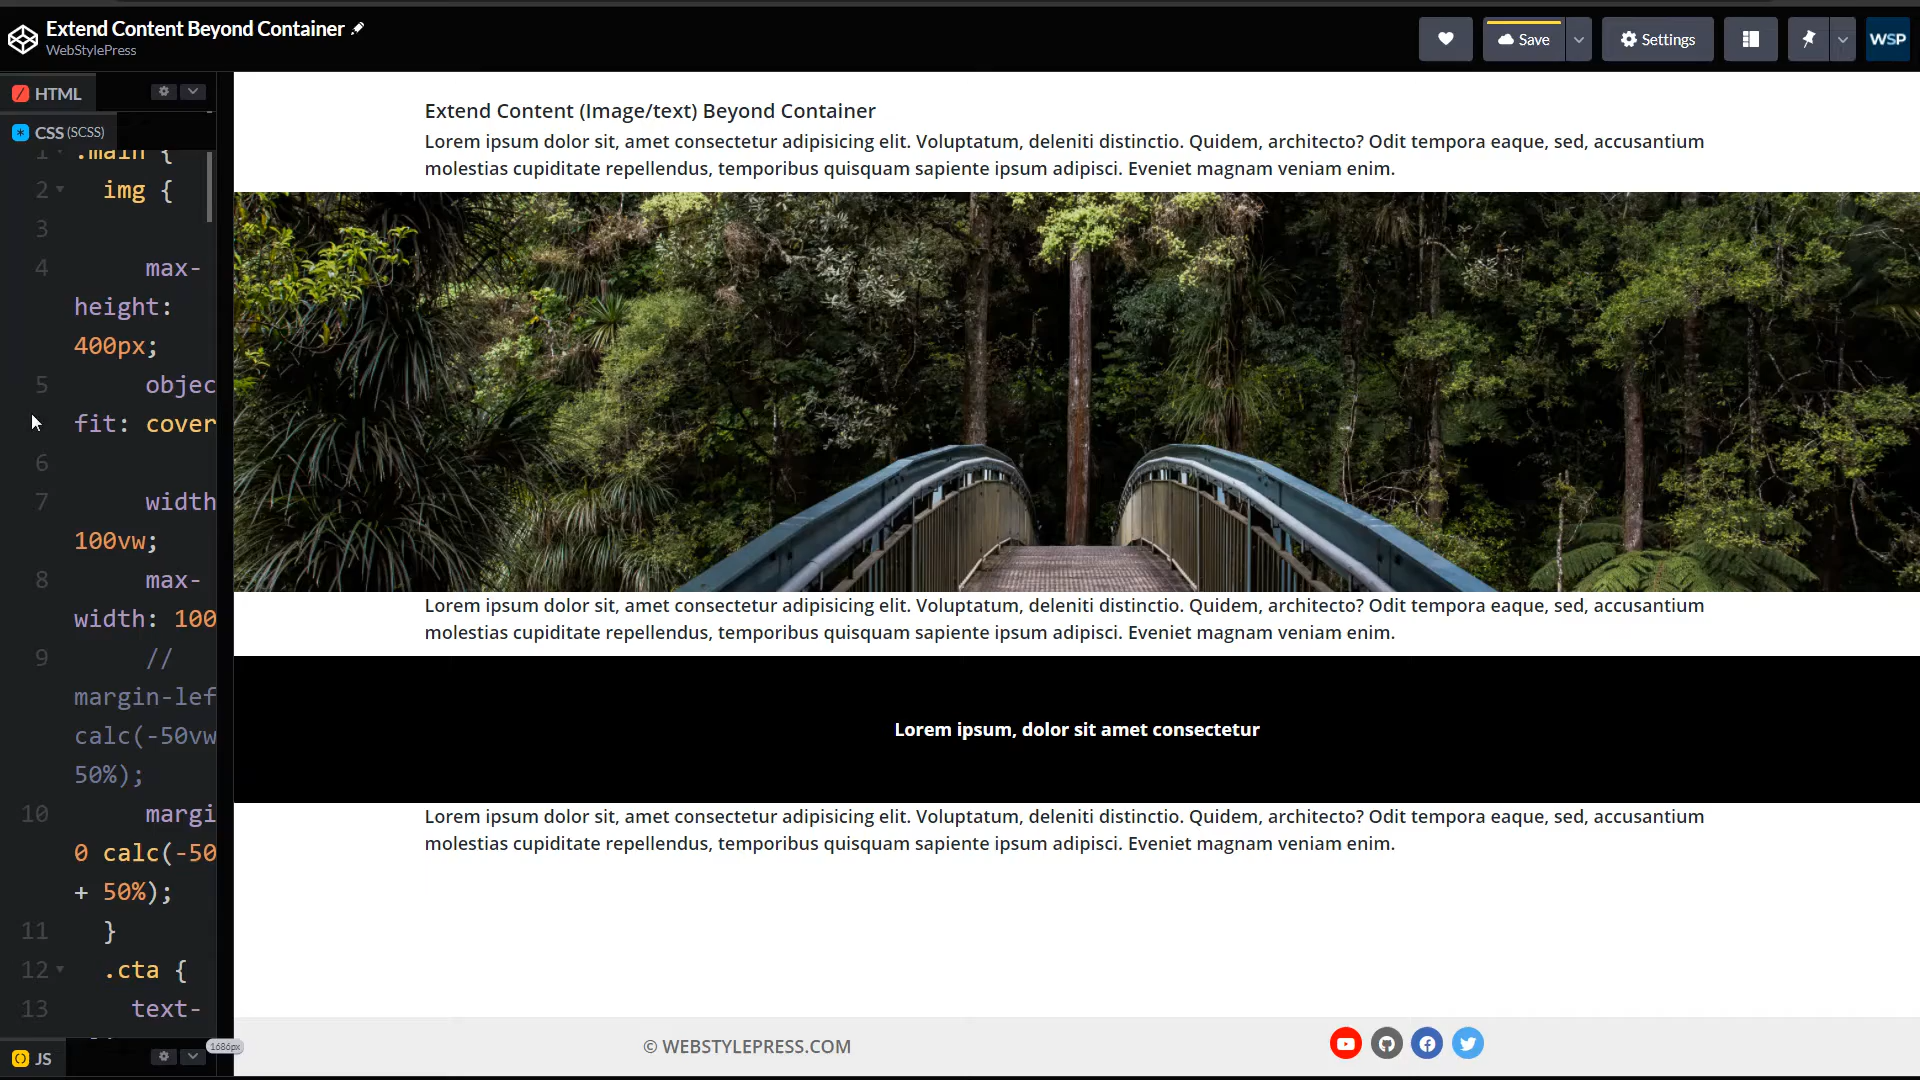 Extend Content Beyond Container
WebStylePress
Save
Settings
WSP
HTML
CSS (SCSS)
1 .main {
2 img {
3
4 max-
height:
400px;
5 objec
fit: cover
6
7 width
100vw;
8 max-
width: 100
9 //
margin-lef
calc(-50vw
50%);
10 margi
0 calc(-50
+ 50%);
11 }
12 .cta {
13 text-
JS
1686px
Extend Content (Image/text) Beyond Container
Lorem ipsum dolor sit, amet consectetur adipisicing elit. Voluptatum, deleniti distinctio. Quidem, architecto? Odit tempora eaque, sed, accusantium
molestias cupiditate repellendus, temporibus quisquam sapiente ipsum adipisci. Eveniet magnam veniam enim.
Lorem ipsum dolor sit, amet consectetur adipisicing elit. Voluptatum, deleniti distinctio. Quidem, architecto? Odit tempora eaque, sed, accusantium
molestias cupiditate repellendus, temporibus quisquam sapiente ipsum adipisci. Eveniet magnam veniam enim.
Lorem ipsum, dolor sit amet consectetur
Lorem ipsum dolor sit, amet consectetur adipisicing elit. Voluptatum, deleniti distinctio. Quidem, architecto? Odit tempora eaque, sed, accusantium
molestias cupiditate repellendus, temporibus quisquam sapiente ipsum adipisci. Eveniet magnam veniam enim.
© WEBSTYLEPRESS.COM